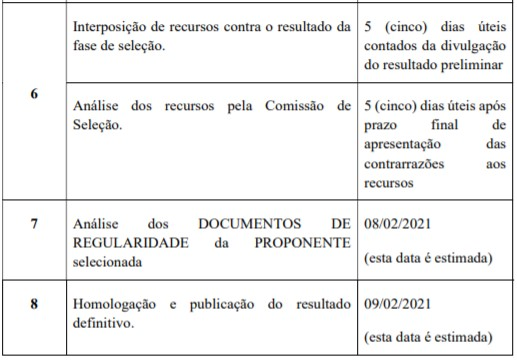 6
Interposição de recursos contra o resultado da
fase de seleção.
5 (cinco) dias úteis
contados da divulgação
do resultado preliminar
Análise dos recursos pela Comissão de
Seleção.
5 (cinco) dias úteis após
prazo final de
apresentação das
contrarrazões aos
recursos
7
Análise dos DOCUMENTOS DE
REGULARIDADE da PROPONENTE
selecionada
08/02/2021
(esta data é estimada)
8
Homologação e publicação do resultado
definitivo.
09/02/2021
(esta data é estimada)